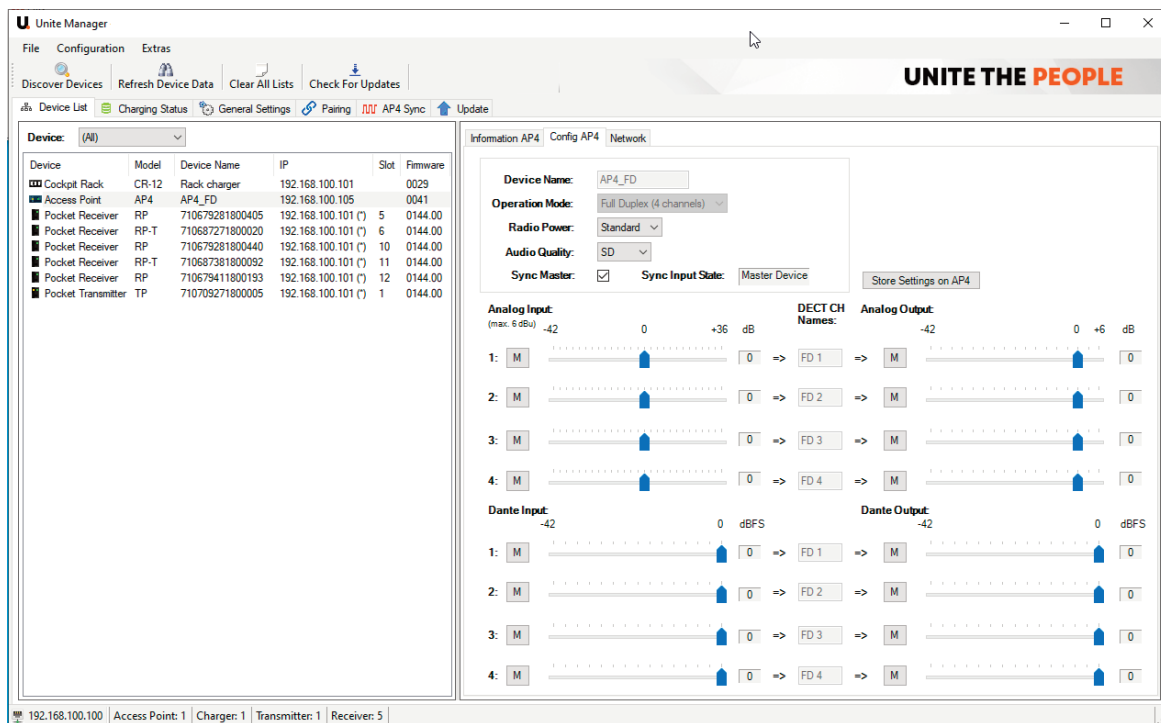 U. Unite Manager
File Configuration Extras
Discover Devices Refresh Device Data Clear All Lists Check For Updates
UNITE THE PEOPLE
Device List Charging Status General Settings Pairing AP4 Sync Update
Device: (All)
Device Model Device Name IP Slot Firmware
Cockpit Rack CR-12 Rack charger 192.168.100.101 0029
Access Point AP4 AP4_FD 192.168.100.105 0041
Pocket Receiver RP 710679281800405 192.168.100.101 (*) 5 0144.00
Pocket Receiver RP-T 710687271800020 192.168.100.101 (*) 6 0144.00
Pocket Receiver RP 710679281800440 192.168.100.101 (*) 10 0144.00
Pocket Receiver RP-T 710687381800092 192.168.100.101 (*) 11 0144.00
Pocket Receiver RP 710679411800193 192.168.100.101 (*) 12 0144.00
Pocket Transmitter TP 710709271800005 192.168.100.101 (*) 1 0144.00
Information AP4 Config AP4 Network
Device Name: AP4_FD
Operation Mode: Full Duplex (4 channels)
Radio Power: Standard
Audio Quality: SD
Sync Master: Sync Input State: Master Device
Store Settings on AP4
Analog Input: DECT CH Names: Analog Output:
(max. 6 dBu) -42 0 +36 dB -42 0 +6 dB
1: M 0 => FD 1 => M 0
2: M 0 => FD 2 => M 0
3: M 0 => FD 3 => M 0
4: M 0 => FD 4 => M 0
Dante Input: Dante Output:
-42 0 dBFS -42 0 dBFS
1: M 0 => FD 1 => M 0
2: M 0 => FD 2 => M 0
3: M 0 => FD 3 => M 0
4: M 0 => FD 4 => M 0
192.168.100.100 Access Point: 1 Charger: 1 Transmitter: 1 Receiver: 5